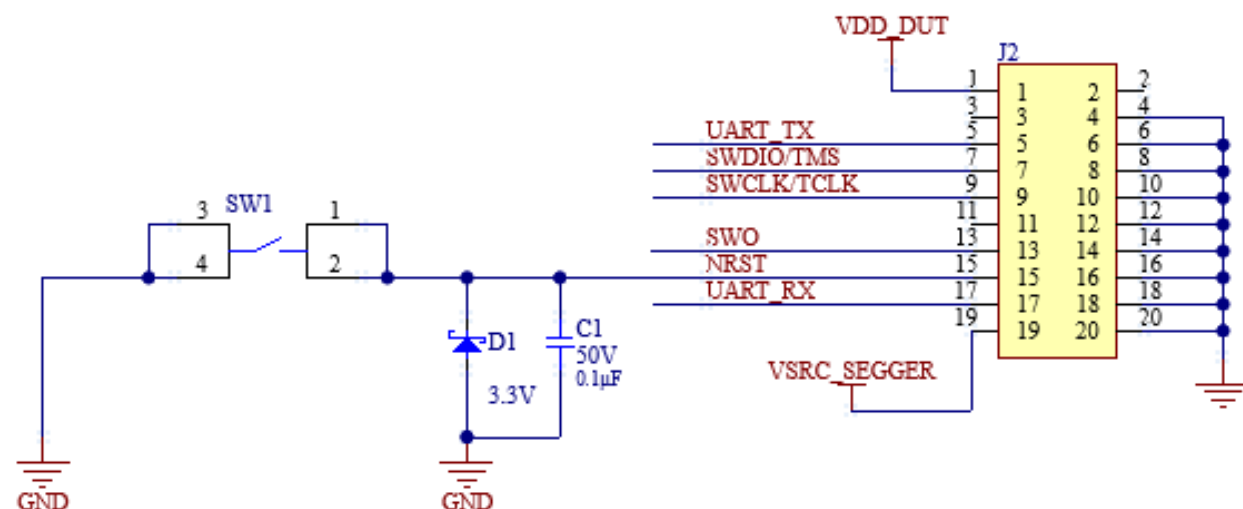 VDD_DUT
J2
1 1 2 2
3 3 4 4
UART_TX 5 5 6 6
SWDIO/TMS 7 7 8 8
SWCLK/TCLK 9 9 10 10
3 SW1 1
11 11 12 12
SWO 13 13 14 14
4 2
NRST 15 15 16 16
UART_RX 17 17 18 18
19 19 20 20
D1
C1
50V
0.1µF
3.3V
VSRC_SEGGER
GND
GND